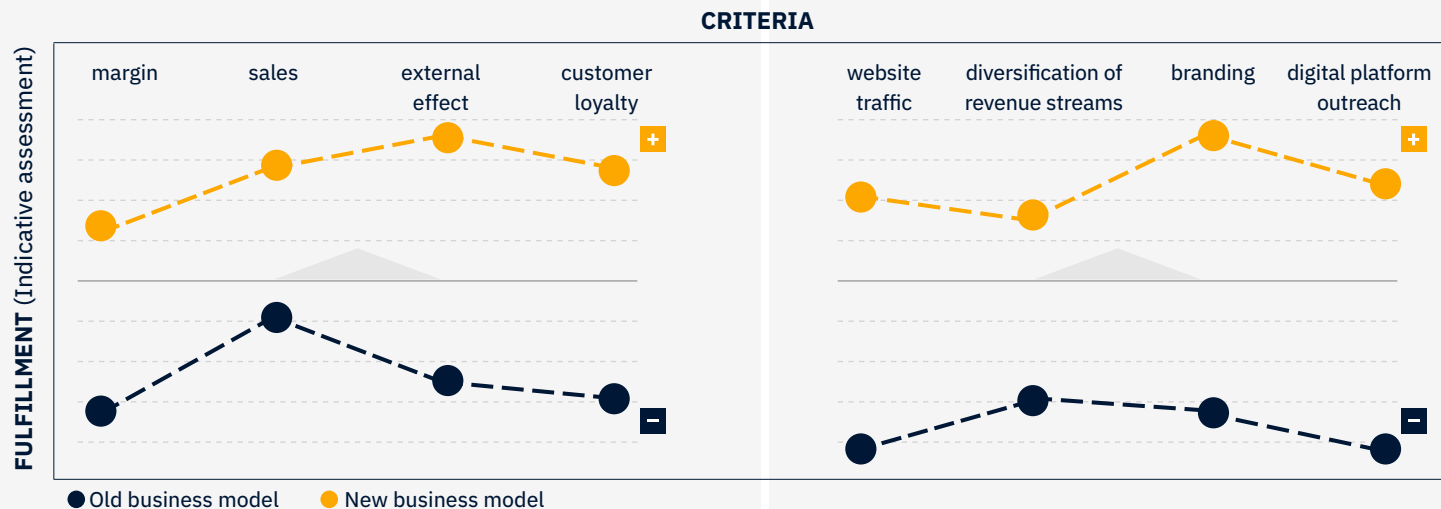 CRITERIA
FULFILLMENT (Indicative assessment)
margin
sales
external
effect
customer
loyalty
website
traffic
diversification of
revenue streams
branding
digital platform
outreach
+
+
−
−
Old business model
New business model